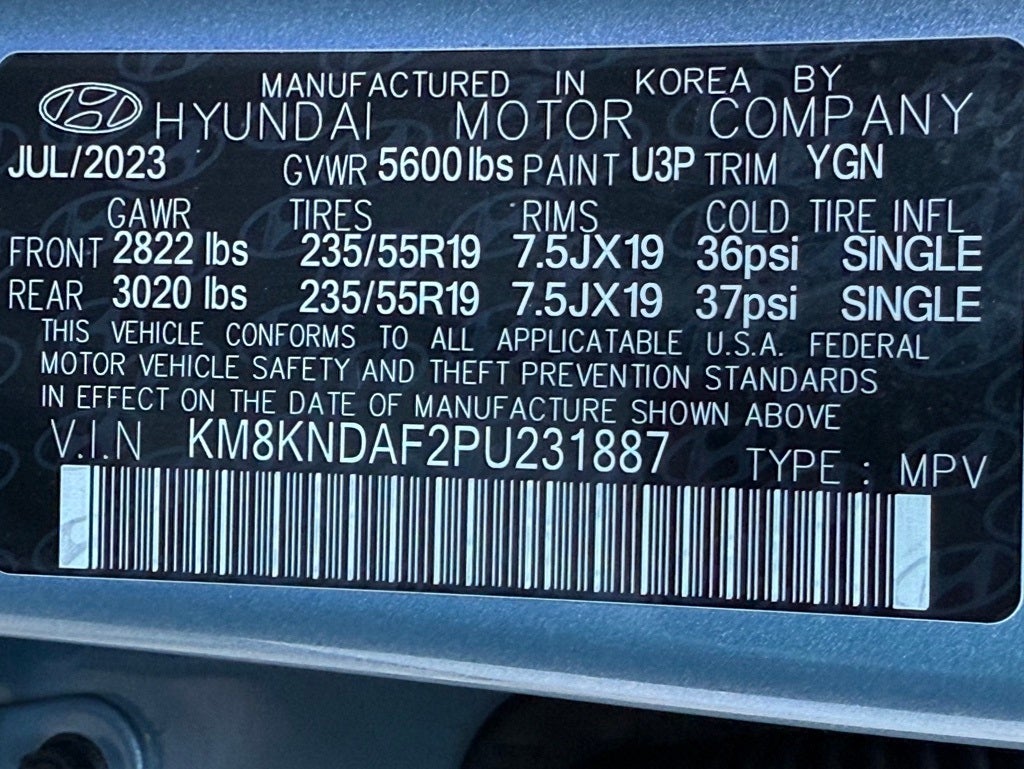 MANUFACTURED IN KOREA BY
HYUNDAI MOTOR COMPANY
JUL/2023 GVWR 5600 lbs PAINT U3P TRIM YGN
GAWR TIRES RIMS COLD TIRE INFL
FRONT 2822 lbs 235/55R19 7.5JX19 36psi SINGLE
REAR 3020 lbs 235/55R19 7.5JX19 37psi SINGLE
THIS VEHICLE CONFORMS TO ALL APPLICATABLE U.S.A. FEDERAL
MOTOR VEHICLE SAFETY AND THEFT PREVENTION STANDARDS
IN EFFECT ON THE DATE OF MANUFACTURE SHOWN ABOVE
V.I.N KM8KNDAF2PU231887 TYPE : MPV